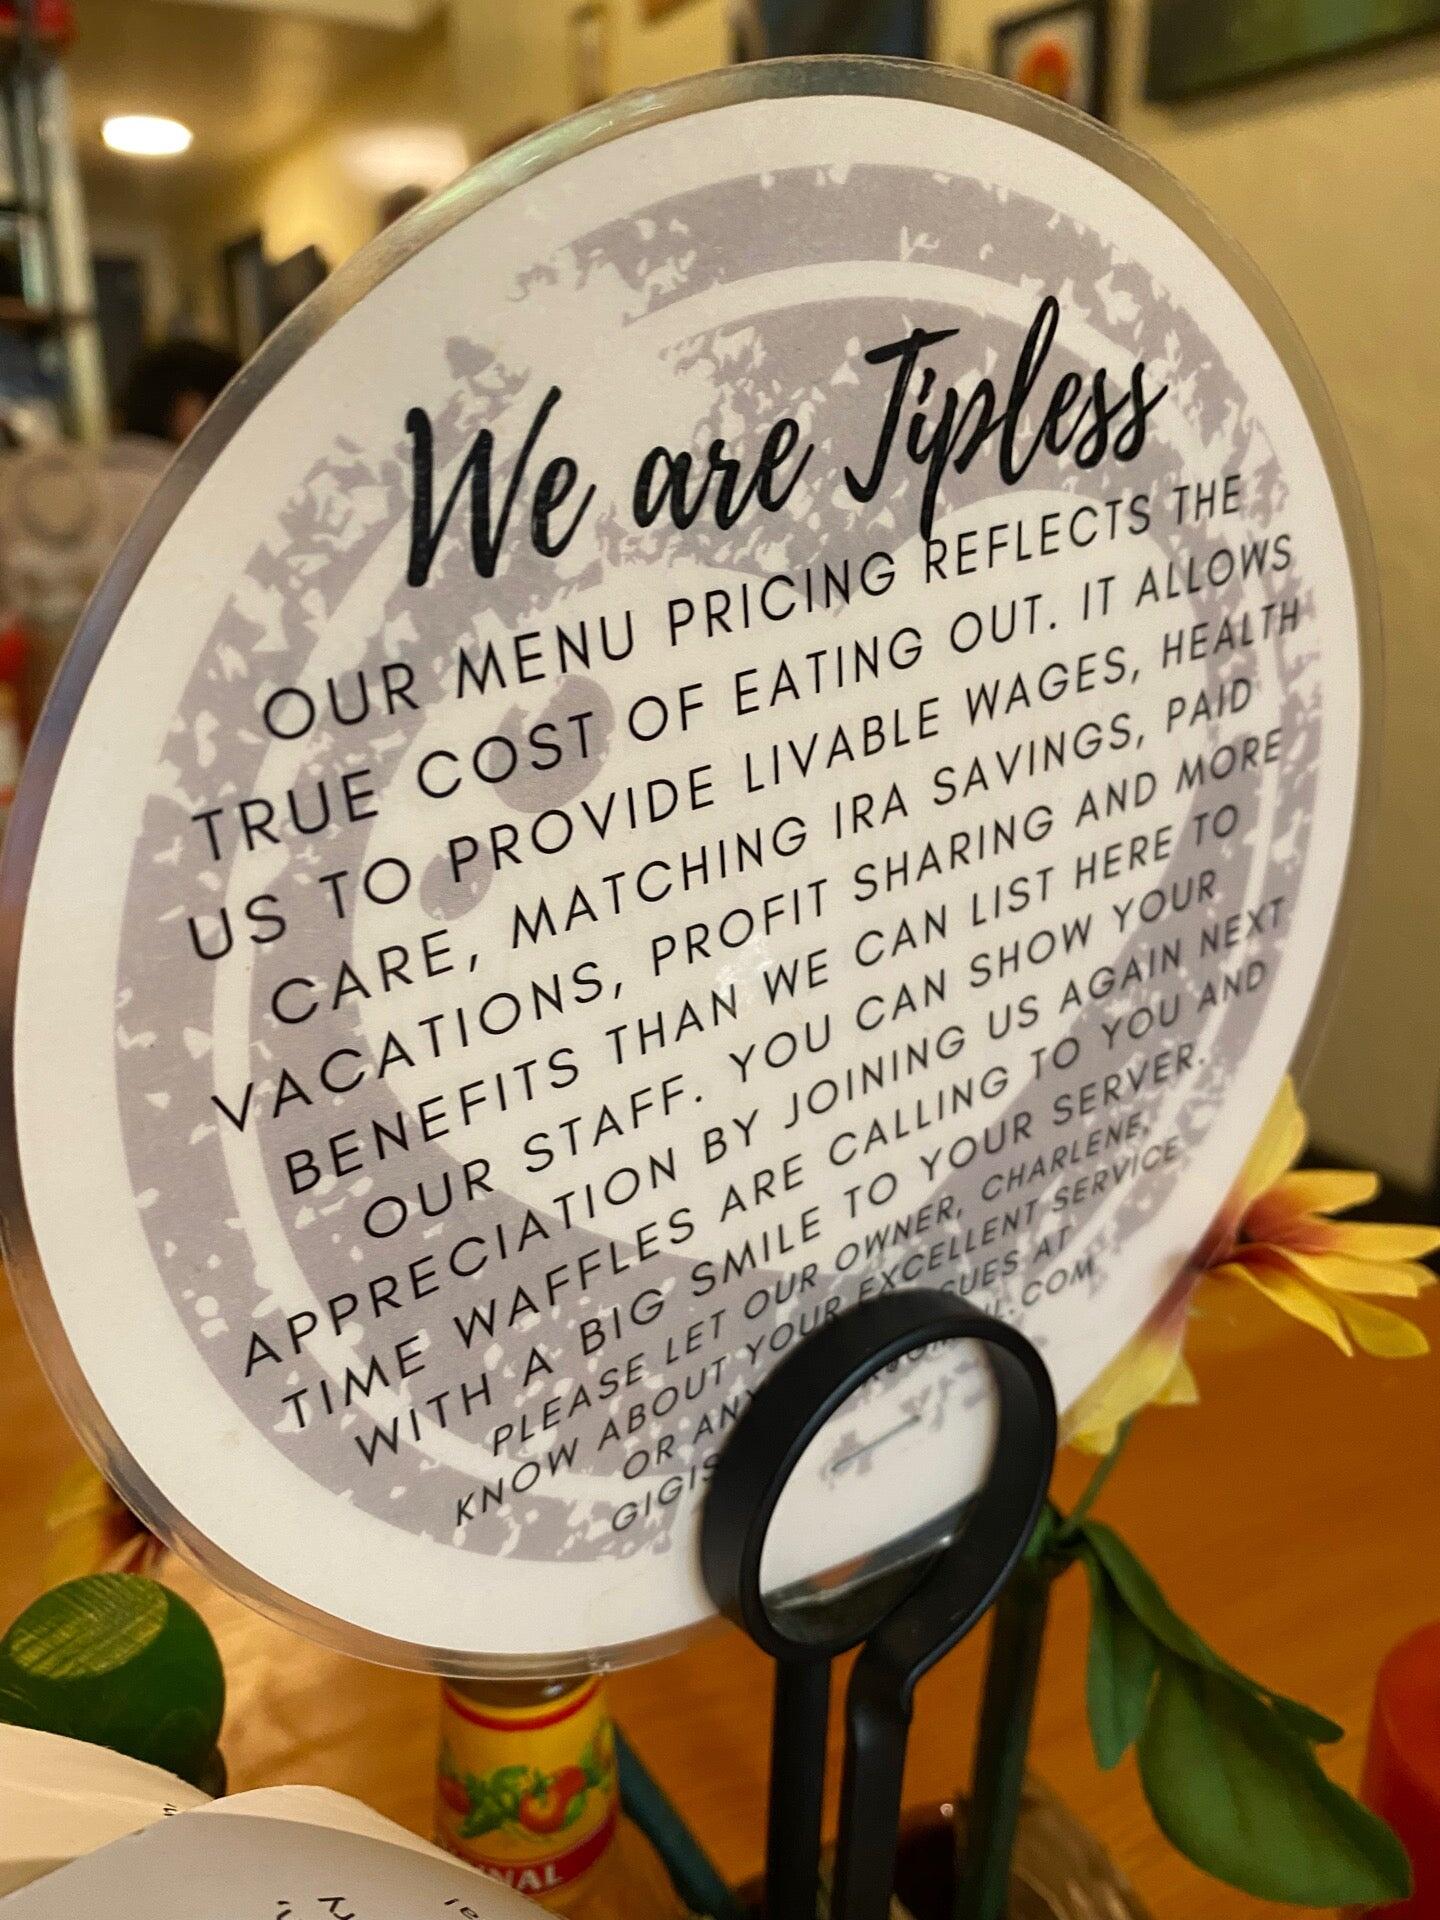 We are Tipless
OUR MENU PRICING REFLECTS THE
TRUE COST OF EATING OUT. IT ALLOWS
US TO PROVIDE LIVABLE WAGES, HEALTH
CARE, MATCHING IRA SAVINGS, PAID
VACATIONS, PROFIT SHARING AND MORE
BENEFITS THAN WE CAN LIST HERE TO
OUR STAFF. YOU CAN SHOW YOUR
APPRECIATION BY JOINING US AGAIN NEXT
TIME WAFFLES ARE CALLING TO YOU AND
WITH A BIG SMILE TO YOUR SERVER.
PLEASE LET OUR OWNER, CHARLENE,
KNOW ABOUT YOUR EXCELLENT SERVICE
OR ANY GUES AT
GIGIS .COM